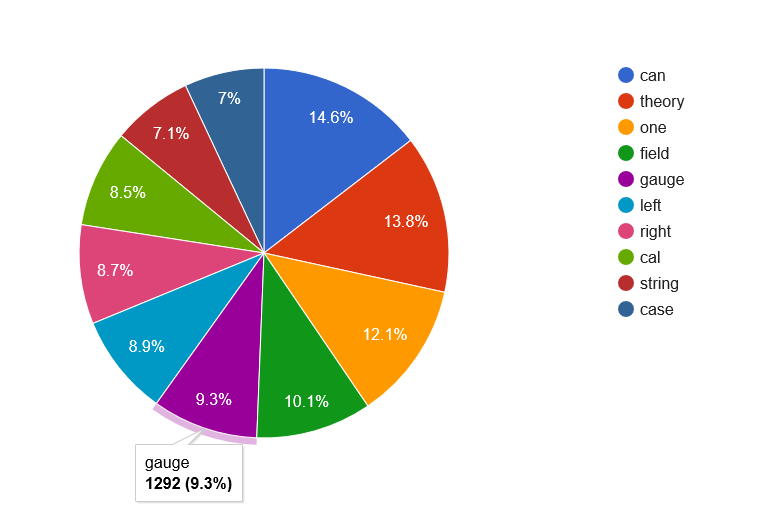 7%
14.6%
7.1%
8.5%
13.8%
8.7%
12.1%
8.9%
9.3%
10.1%
gauge
1292 (9.3%)
can
theory
one
field
gauge
left
right
cal
string
case